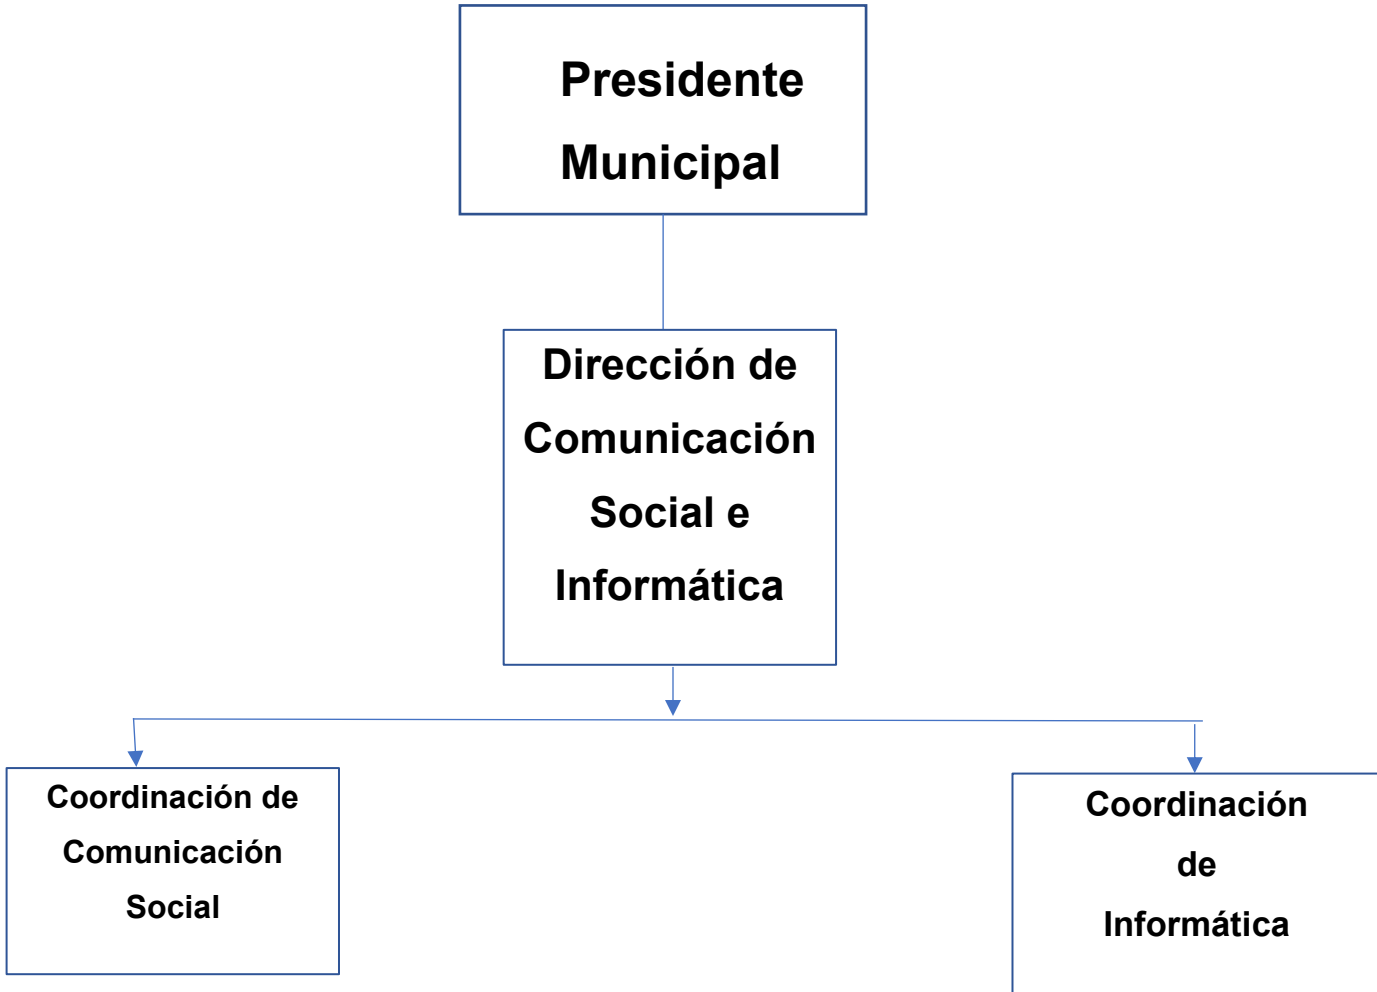 Presidente
Municipal
Dirección de
Comunicación
Social e
Informática
Coordinación de
Comunicación
Social
Coordinación
de
Informática